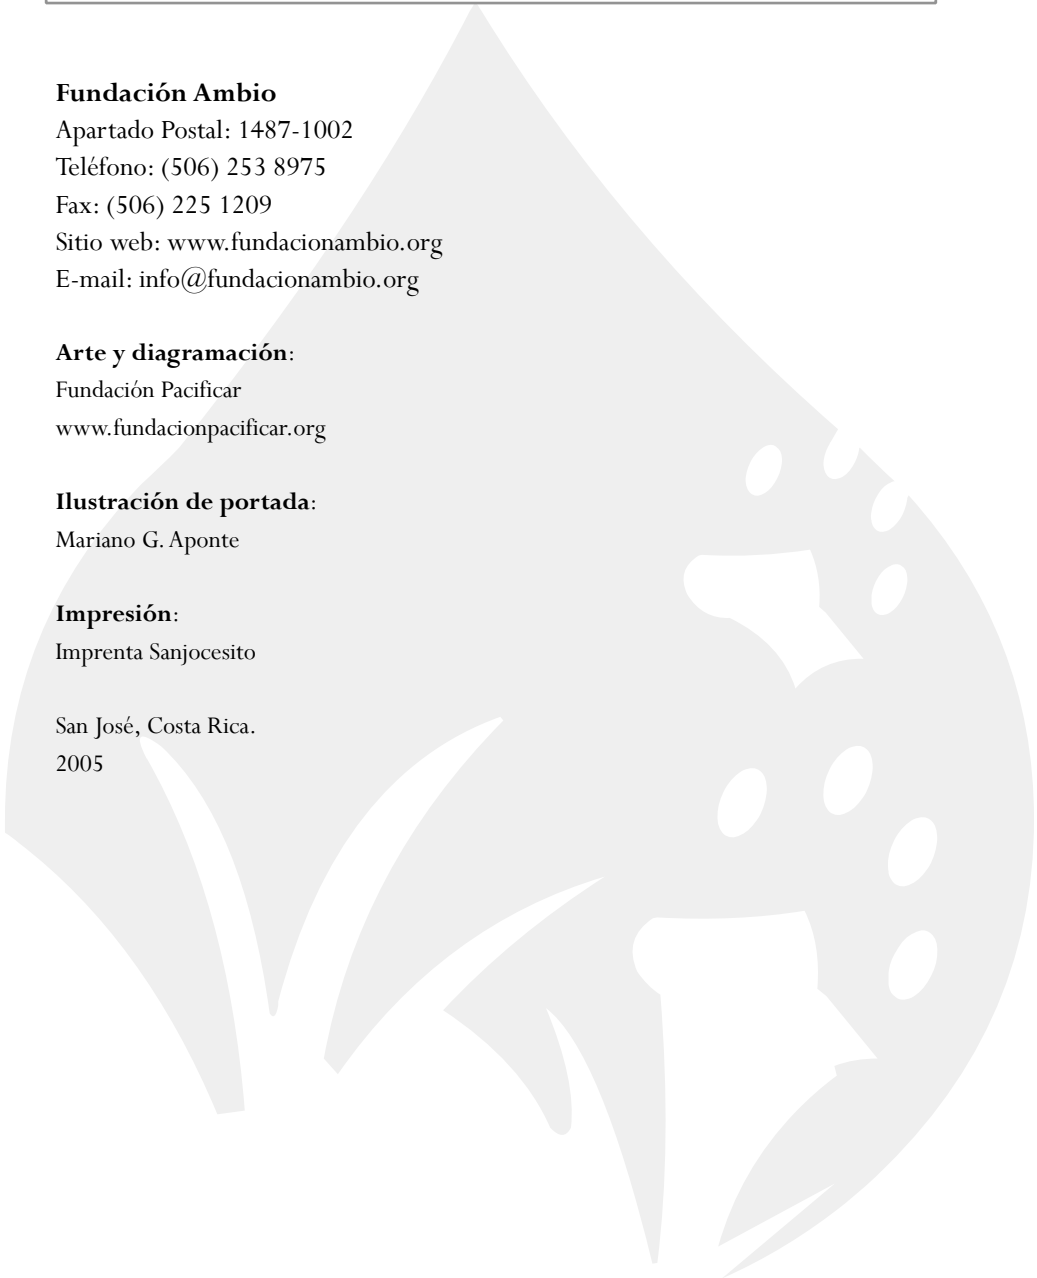 Fundación Ambio
Apartado Postal: 1487-1002
Teléfono: (506) 253 8975
Fax: (506) 225 1209
Sitio web: www.fundacionambio.org
E-mail: info@fundacionambio.org
Arte y diagramación:
Fundación Pacificar
www.fundacionpacificar.org
Ilustración de portada:
Mariano G. Aponte
Impresión:
Imprenta Sanjocesito
San José, Costa Rica.
2005